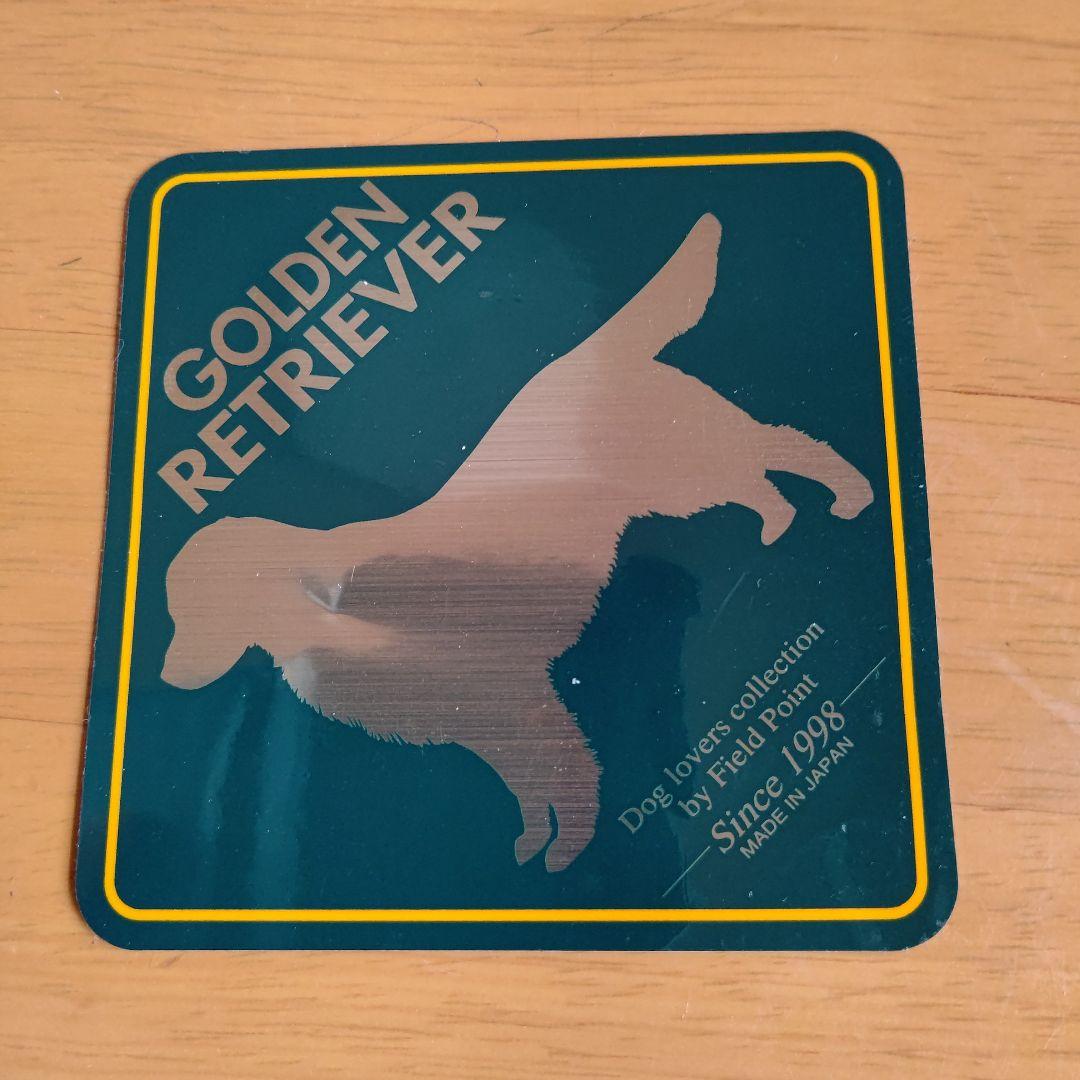 GOLDEN
RETRIEVER
Dog lovers collection
by Field Point
Since 1998
MADE IN JAPAN